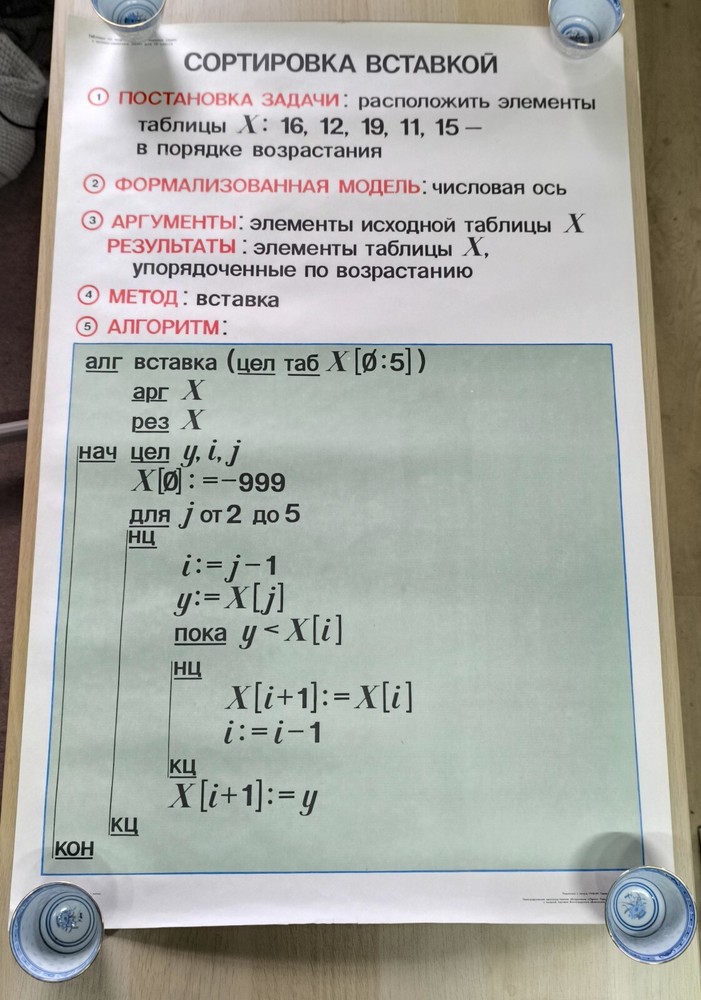 СОРТИРОВКА ВСТАВКОЙ
1 ПОСТАНОВКА ЗАДАЧИ: расположить элементы
таблицы X: 16, 12, 19, 11, 15 —
в порядке возрастания
2 ФОРМАЛИЗОВАННАЯ МОДЕЛЬ: числовая ось
3 АРГУМЕНТЫ: элементы исходной таблицы X
РЕЗУЛЬТАТЫ: элементы таблицы X,
упорядоченные по возрастанию
4 МЕТОД: вставка
5 АЛГОРИТМ:
алг вставка (цел таб X[Ø:5])
арг X
рез X
нач цел y, i, j
X[Ø]:=-999
для j от 2 до 5
нц
i:=j-1
y:=X[j]
пока y<X[i]
нц
X[i+1]:=X[i]
i:=i-1
кц
X[i+1]:=y
кц
кон